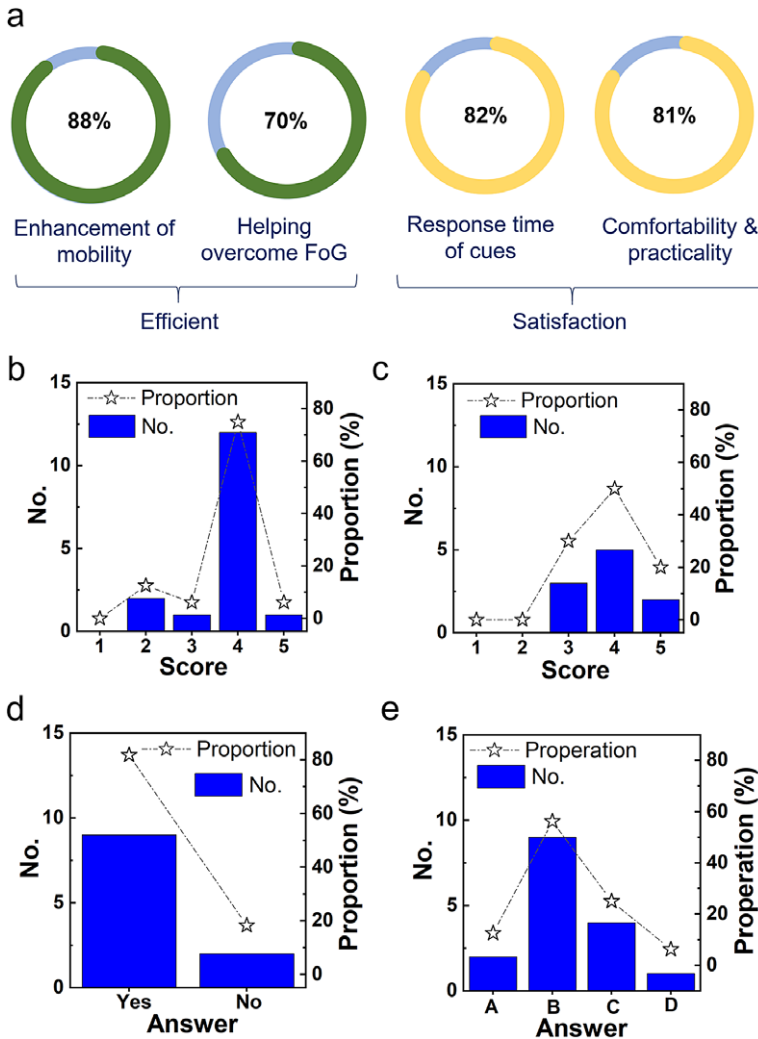 a
88%
70%
82%
81%
Enhancement of
mobility
Helping
overcome FoG
Response time
of cues
Comfortability &
practicality
Efficient
Satisfaction
b
15
10
5
0
No.
Proportion
No.
80
60
40
20
0
Proportion (%)
1 2 3 4 5
Score
c
15
10
5
0
No.
Proportion
No.
80
60
40
20
0
Proportion (%)
1 2 3 4 5
Score
d
15
10
5
0
No.
Proportion
No.
80
60
40
20
0
Proportion (%)
Yes No
Answer
e
15
10
5
0
No.
Properation
No.
80
60
40
20
0
Properation (%)
A B C D
Answer